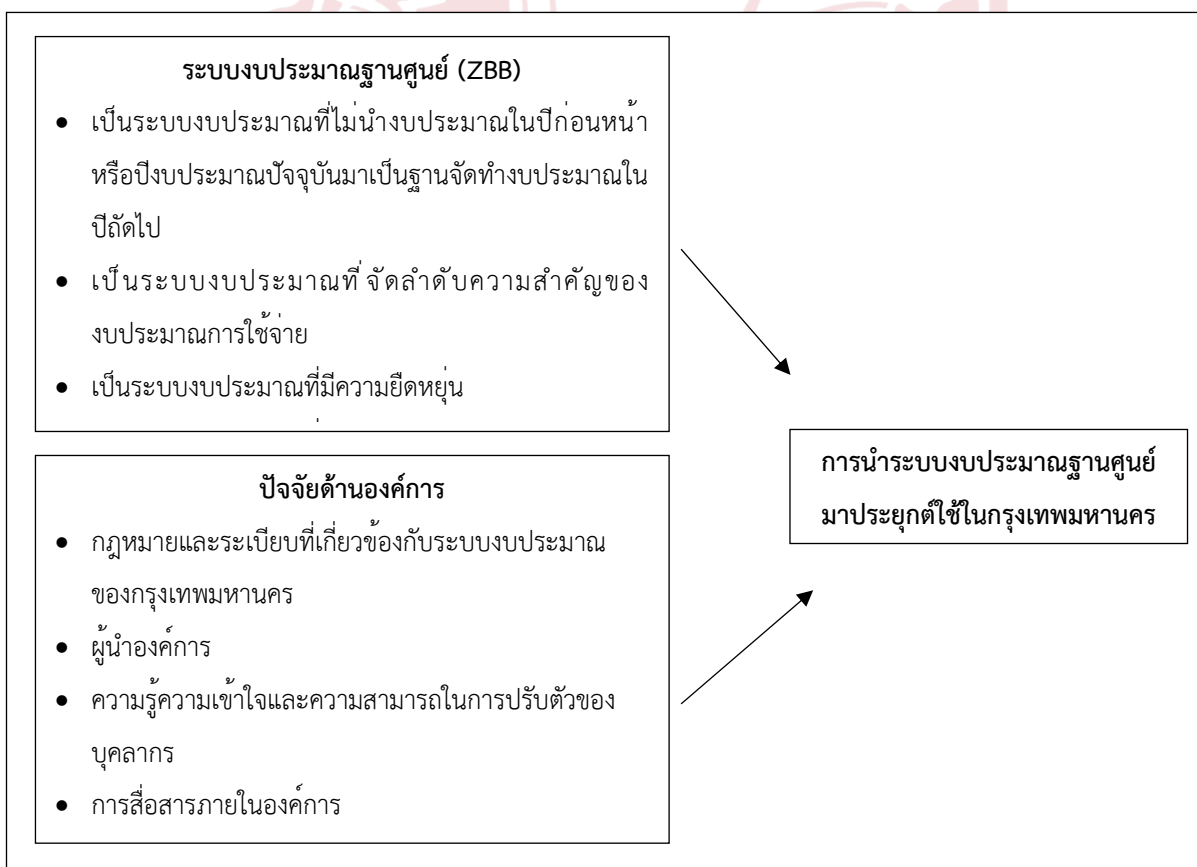 ระบบงบประมาณฐานศูนย์ (ZBB)
• เป็นระบบงบประมาณที่ไม่นำงบประมาณในปีก่อนหน้า
หรือปีงบประมาณปัจจุบันมาเป็นฐานจัดทำงบประมาณใน
ปีถัดไป
• เป็นระบบงบประมาณที่จัดลำดับความสำคัญของ
งบประมาณการใช้จ่าย
• เป็นระบบงบประมาณที่มีความยืดหยุ่น
ปัจจัยด้านองค์การ
• กฎหมายและระเบียบที่เกี่ยวข้องกับระบบงบประมาณ
ของกรุงเทพมหานคร
• ผู้นำองค์การ
• ความรู้ความเข้าใจและความสามารถในการปรับตัวของ
บุคลากร
• การสื่อสารภายในองค์การ
การนำระบบงบประมาณฐานศูนย์
มาประยุกต์ใช้ในกรุงเทพมหานคร